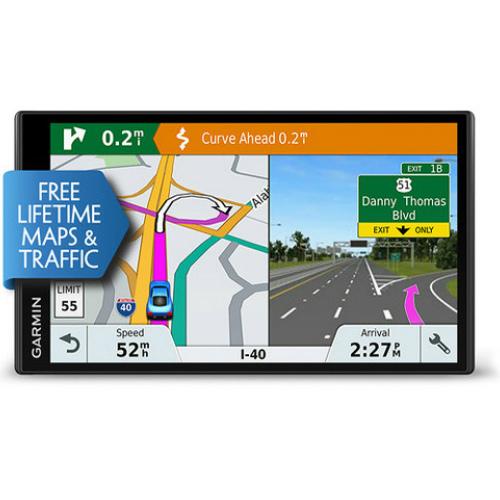 0.2 mi
Curve Ahead 0.2 mi
EXIT 1B
51
Danny Thomas
Blvd
EXIT ONLY
FREE
LIFETIME
MAPS &
TRAFFIC
Ala
LIMIT
55
40
GARMIN
Speed
52 mh
I-40
Arrival
2:27 PM